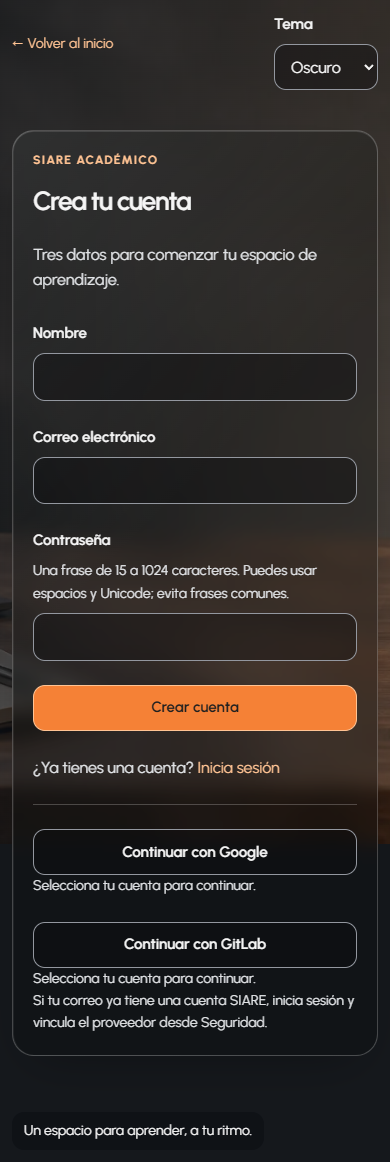 ← Volver al inicio
Tema
Oscuro
SIARE ACADÉMICO
Crea tu cuenta
Tres datos para comenzar tu espacio de
aprendizaje.
Nombre
Correo electrónico
Contraseña
Una frase de 15 a 1024 caracteres. Puedes usar
espacios y Unicode; evita frases comunes.
Crear cuenta
¿Ya tienes una cuenta? Inicia sesión
Continuar con Google
Selecciona tu cuenta para continuar.
Continuar con GitLab
Selecciona tu cuenta para continuar.
Si tu correo ya tiene una cuenta SIARE, inicia sesión y
vincula el proveedor desde Seguridad.
Un espacio para aprender, a tu ritmo.